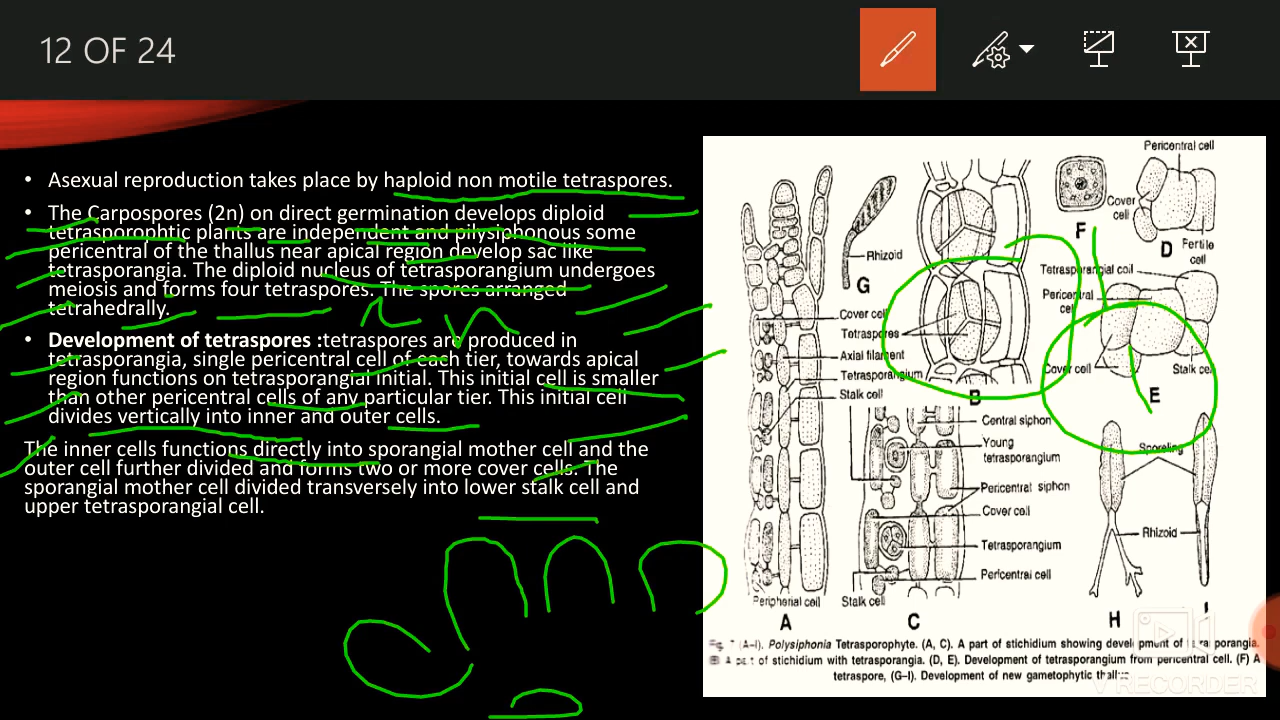 12 OF 24
• Asexual reproduction takes place by haploid non motile tetraspores.
• The Carpospores (2n) on direct germination develops diploid
tetrasporophtic plants are independent and pilysiphonous some
pericentral of the thallus near apical region develop sac like
tetrasporangia. The diploid nucleus of tetrasporangium undergoes
meiosis and forms four tetraspores. The spores arranged
tetrahedrally.
• Development of tetraspores :tetraspores are produced in
tetrasporangia, single pericentral cell of each tier, towards apical
region functions on tetrasporangial initial. This initial cell is smaller
than other pericentral cells of any particular tier. This initial cell
divides vertically into inner and outer cells.
The inner cells functions directly into sporangial mother cell and the
outer cell further divided and forms two or more cover cells. The
sporangial mother cell divided transversely into lower stalk cell and
upper tetrasporangial cell.
Pericentral cell
Cover
cell
F
D
Fertile
cell
Rhizoid
G
Tetrasporangial coil
Pericentral
cell
Cover cell
Tetraspores
Axial filament
Tetrasporangium
Stalk cell
B
Cover cell
Stalk cell
E
Central siphon
Young
tetrasporangium
Pericentral siphon
Cover cell
Tetrasporangium
Pericentral cell
Sporeling
Rhizoid
Peripherial cell
Stalk cell
A
C
H
I
(A-I). Polysiphonia Tetrasporophyte. (A, C). A part of stichidium showing development of
of stichidium with tetrasporangia. (D, E). Development of tetrasporangium from pericentral cell. (F) A
tetraspore, (G-I). Development of new gametophytic
V RECORDER